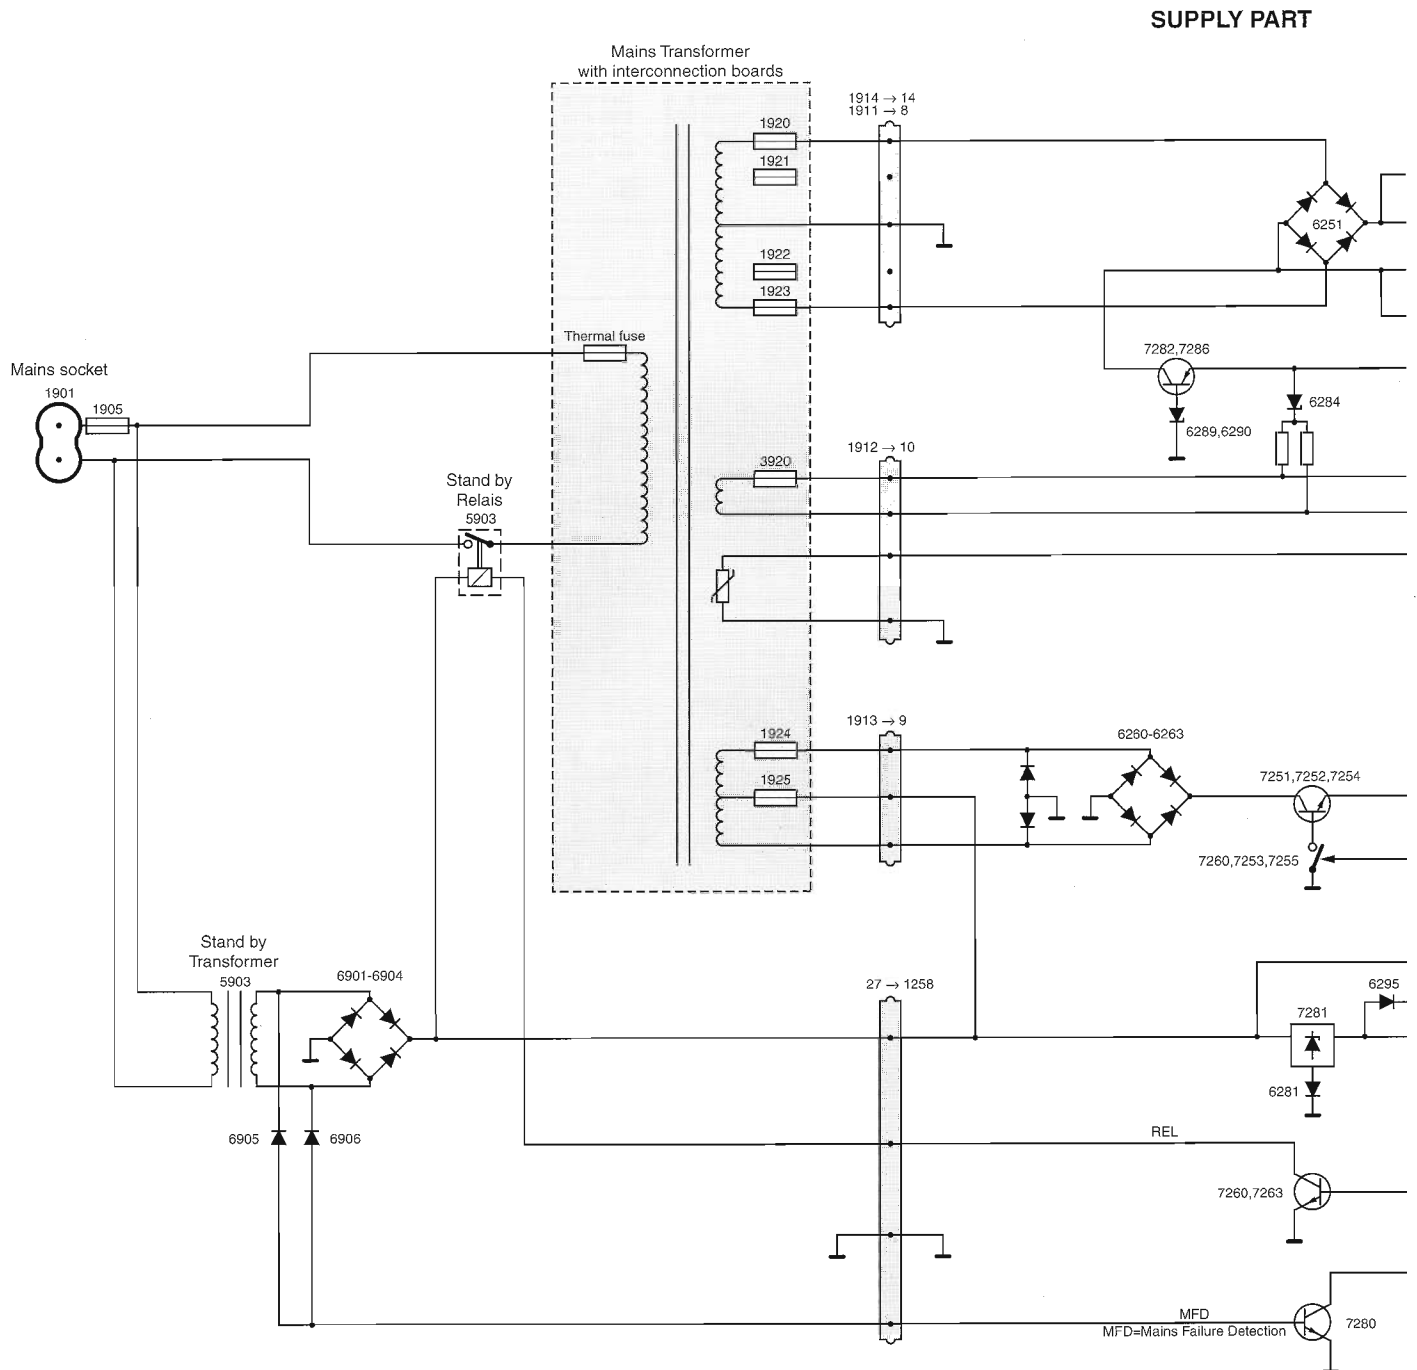 SUPPLY PART
Mains Transformer
with interconnection boards
1914 → 14
1911 → 8
1920
1921
6251
1922
1923
Thermal fuse
7282,7286
Mains socket
1901
1905
6284
6289,6290
1912 → 10
3920
Stand by
Relais
5903
1913 → 9
1924
6260-6263
1925
7251,7252,7254
7260,7253,7255
Stand by
Transformer
5903
6901-6904
27 → 1258
6295
7281
6281
6905
6906
REL
7260,7263
MFD
MFD=Mains Failure Detection
7280